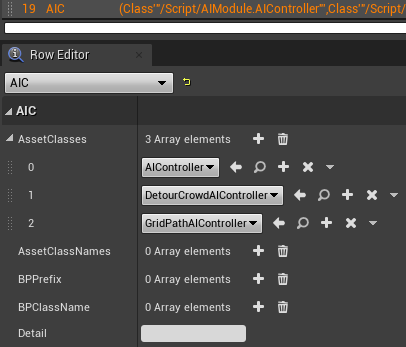 19 AIC (Class'"/Script/AIModule.AIController"',Class'"/Script/
Row Editor
AIC
AIC
AssetClasses 3 Array elements
0 AIController
1 DetourCrowdAIController
2 GridPathAIController
AssetClassNames 0 Array elements
BPPrefix 0 Array elements
BPClassName 0 Array elements
Detail